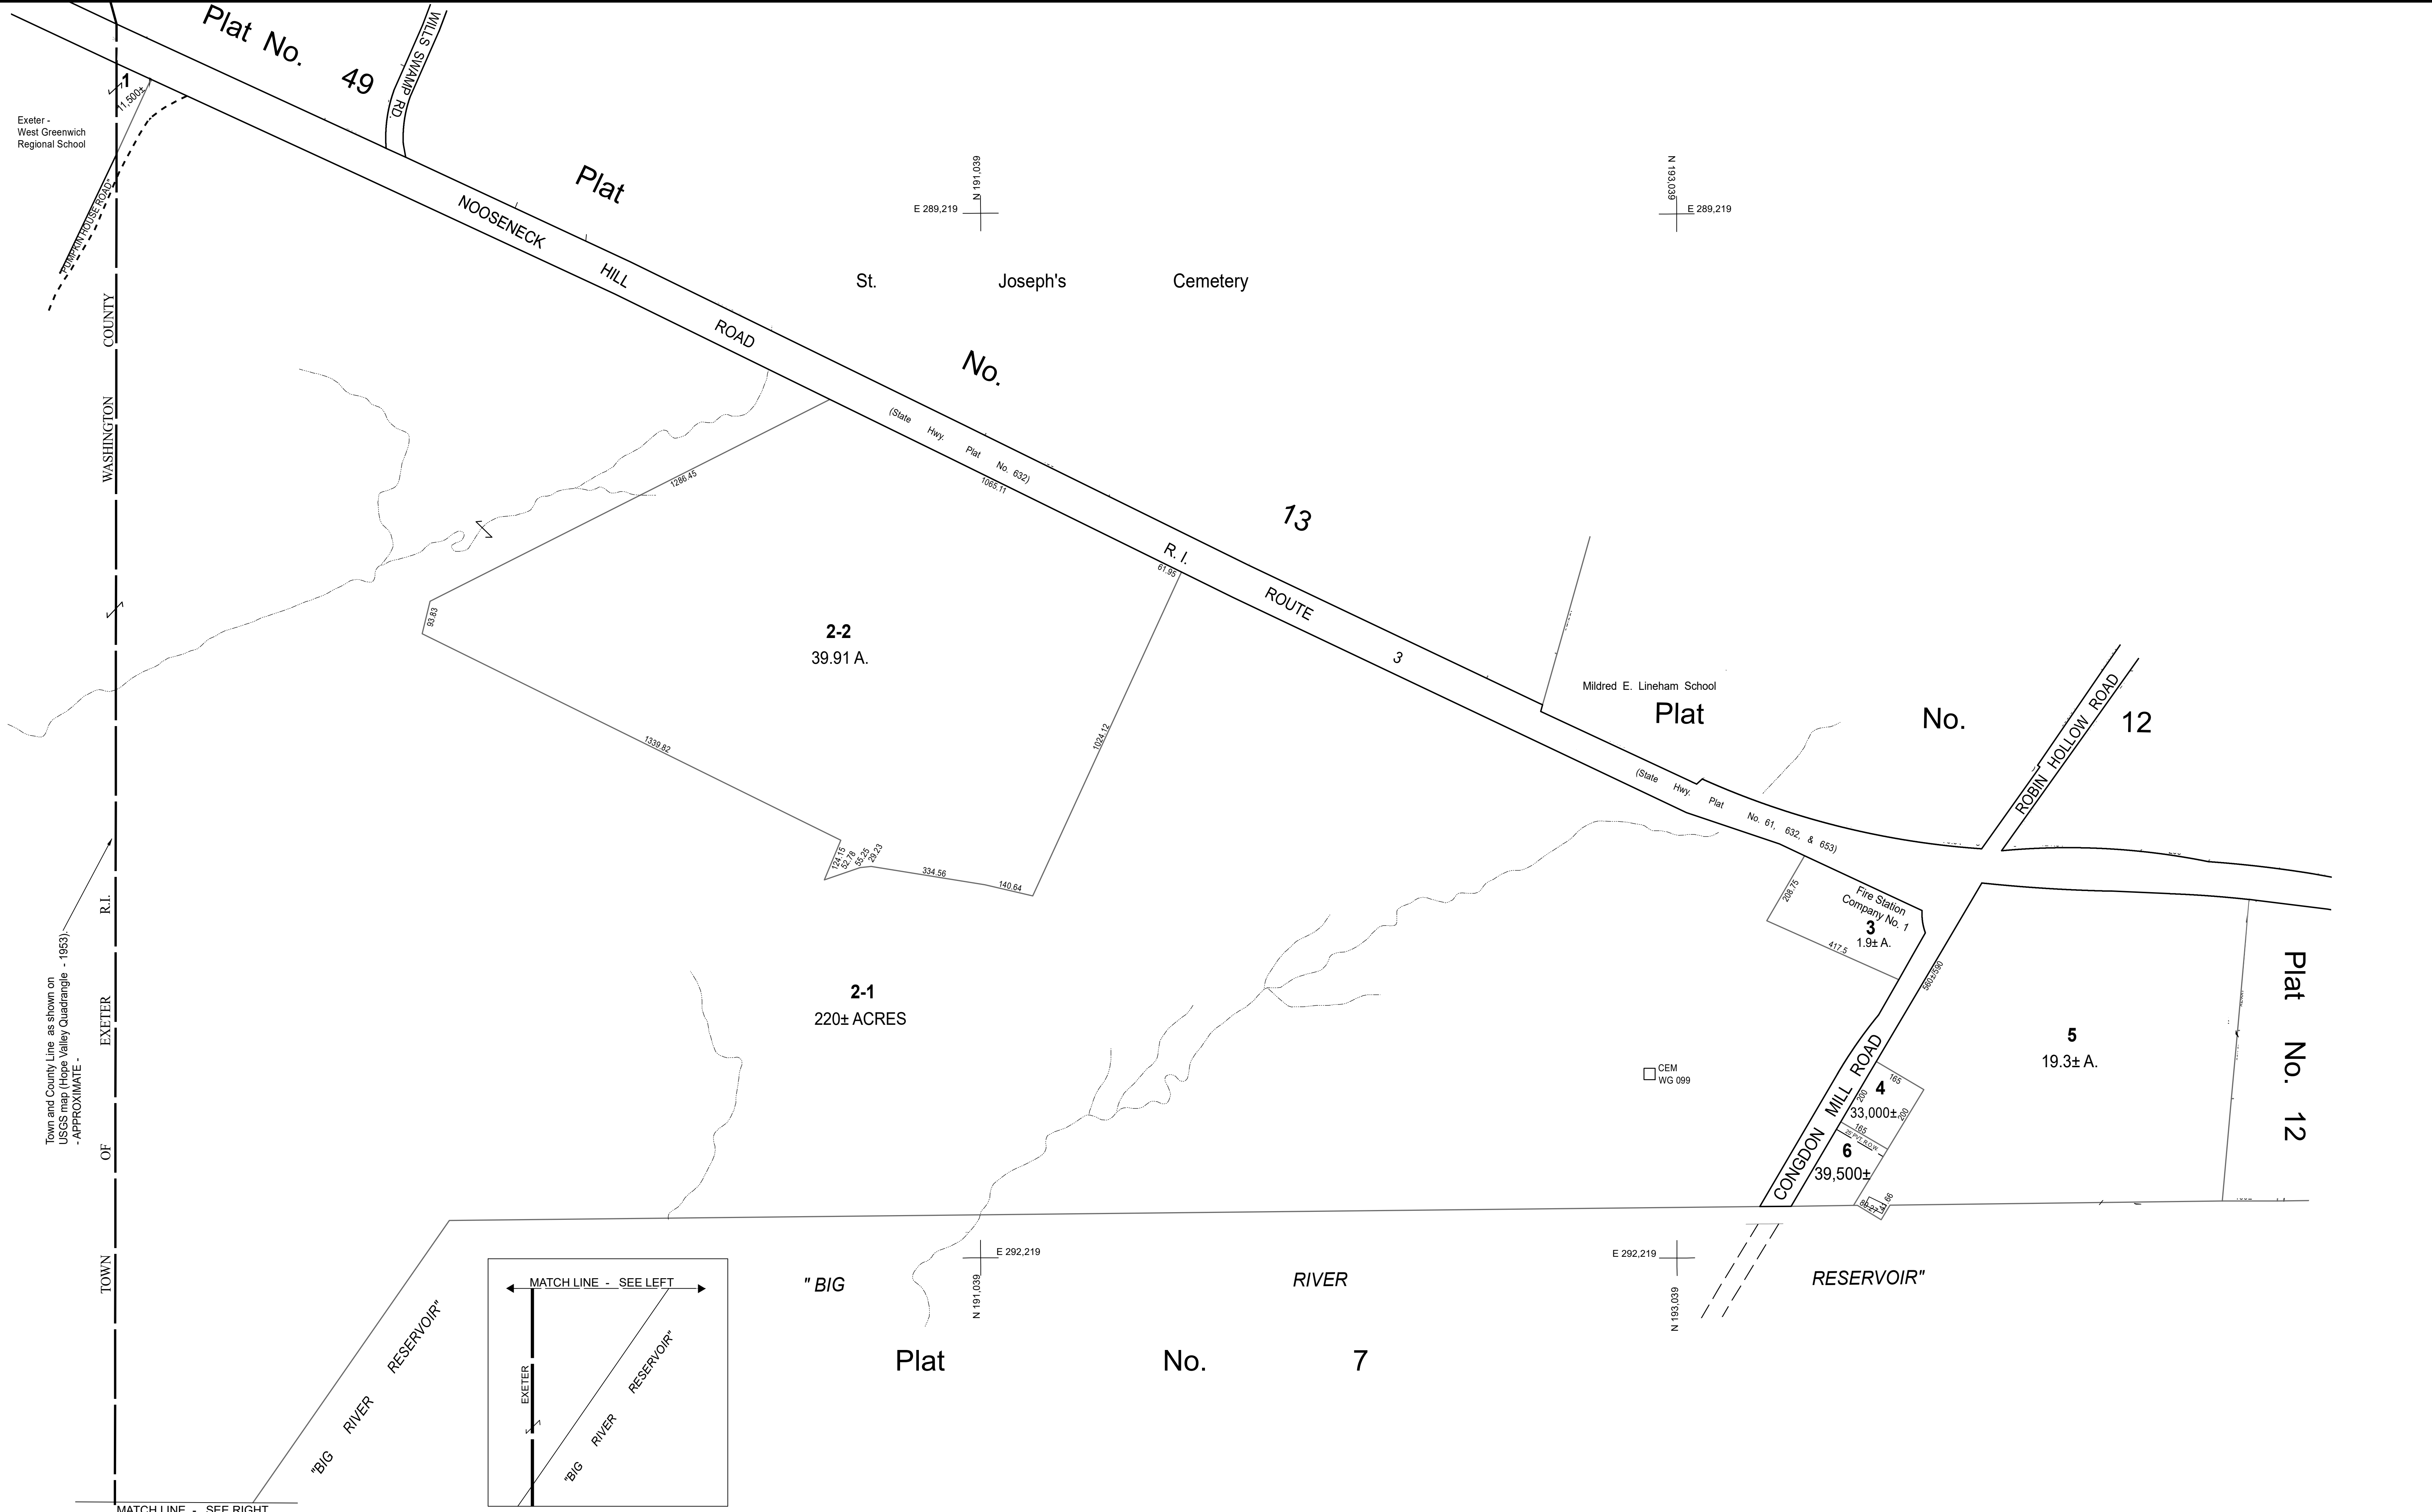 Plat No. 49
WILLS SWAMP RD.
1
11,500±
Exeter -
West Greenwich
Regional School
"PUMPKIN HOUSE ROAD"
Plat No. 13
N 191,039
E 289,219
N 193,039
E 289,219
St. Joseph's Cemetery
NOOSENECK HILL ROAD
(State Hwy. Plat No. 632)
R. I. ROUTE 3
1286.45
1065.11
61.95
93.83
2-2
39.91 A.
1339.82
1024.12
124.15
52.78
55.25
29.23
334.56
140.64
Mildred E. Lineham School
Plat No. 12
ROBIN HOLLOW ROAD
(State Hwy. Plat No. 61, 632, & 653)
208.75
Fire Station
Company No. 1
3
1.9± A.
417.5
560±/590
2-1
220± ACRES
CEM
WG 099
CONGDON MILL ROAD
5
19.3± A.
165
4
200
33,000±
200
165
25' PVT. R.O.W.
6
39,500±
88.27
41.66
Plat No. 12
WASHINGTON COUNTY
TOWN OF EXETER R.I.
Town and County Line as shown on
USGS map (Hope Valley Quadrangle - 1953).
- APPROXIMATE -
E 292,219
N 191,039
E 292,219
N 193,039
" BIG RIVER RESERVOIR"
Plat No. 7
"BIG RIVER RESERVOIR"
MATCH LINE - SEE LEFT
EXETER
"BIG RIVER RESERVOIR"
MATCH LINE - SEE RIGHT